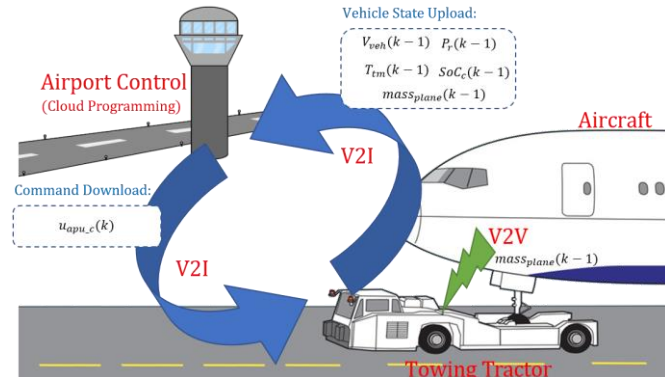 Vehicle State Upload:
V_veh(k−1) P_r(k−1)
T_tm(k−1) SoC_c(k−1)
mass_plane(k−1)
Airport Control
(Cloud Programming)
Aircraft
V2I
Command Download:
u_apu_c(k)
V2V
mass_plane(k−1)
V2I
Towing Tractor